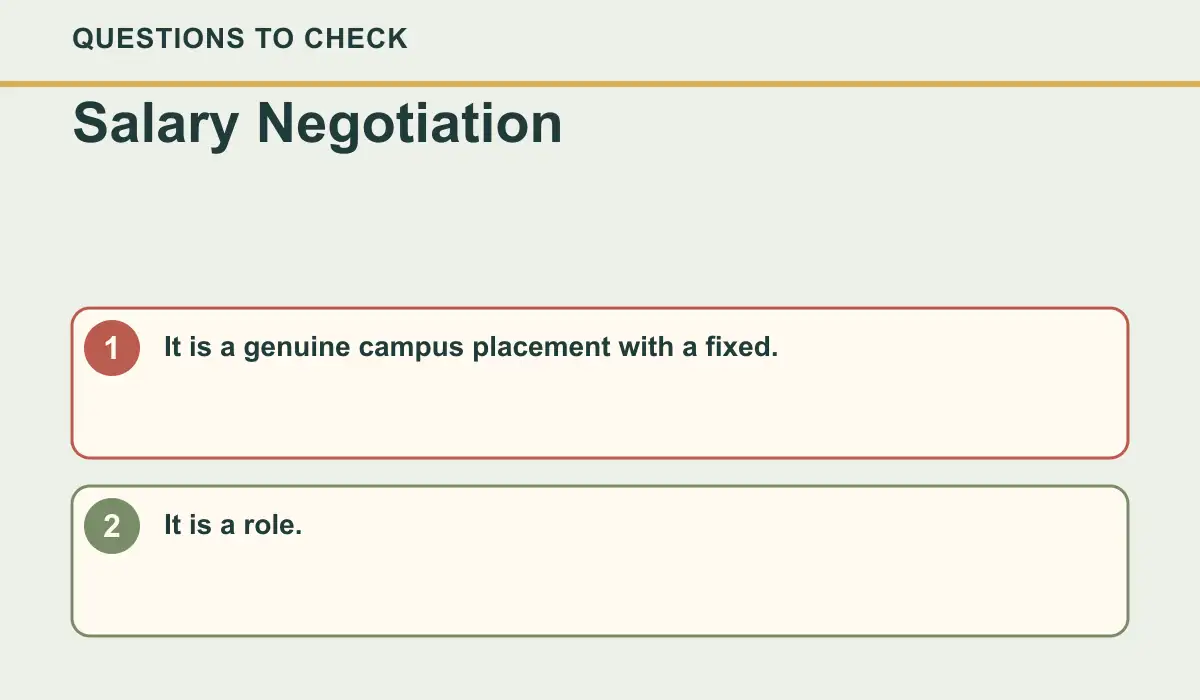 QUESTIONS TO CHECK
Salary Negotiation
1
It is a genuine campus placement with a fixed.
2
It is a role.